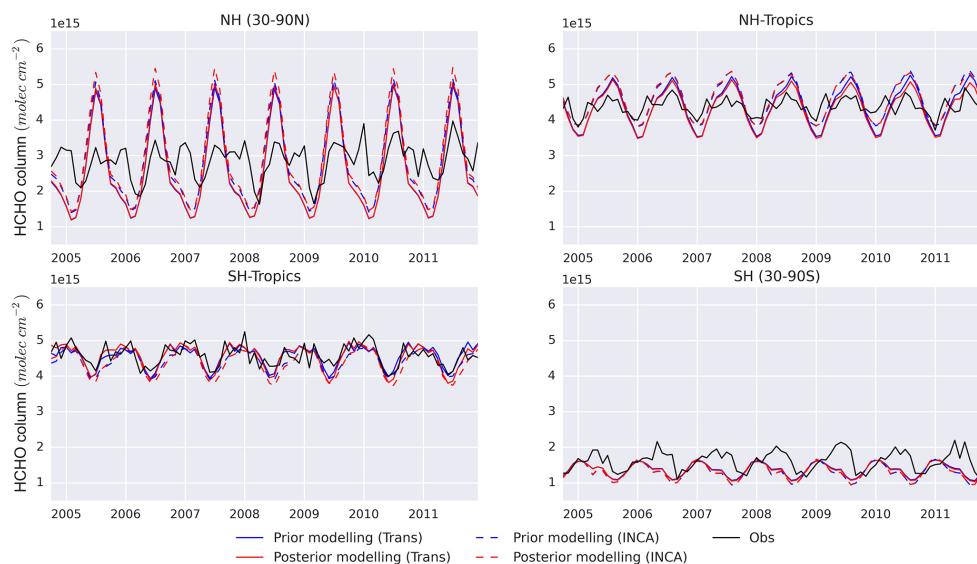 NH (30-90N)
NH-Tropics
1e15
1e15
HCHO column (molec cm⁻²)
6
5
4
3
2
1
2005 2006 2007 2008 2009 2010 2011
6
5
4
3
2
1
2005 2006 2007 2008 2009 2010 2011
SH-Tropics
SH (30-90S)
1e15
1e15
HCHO column (molec cm⁻²)
6
5
4
3
2
1
2005 2006 2007 2008 2009 2010 2011
6
5
4
3
2
1
2005 2006 2007 2008 2009 2010 2011
Prior modelling (Trans)
Posterior modelling (Trans)
Prior modelling (INCA)
Posterior modelling (INCA)
Obs